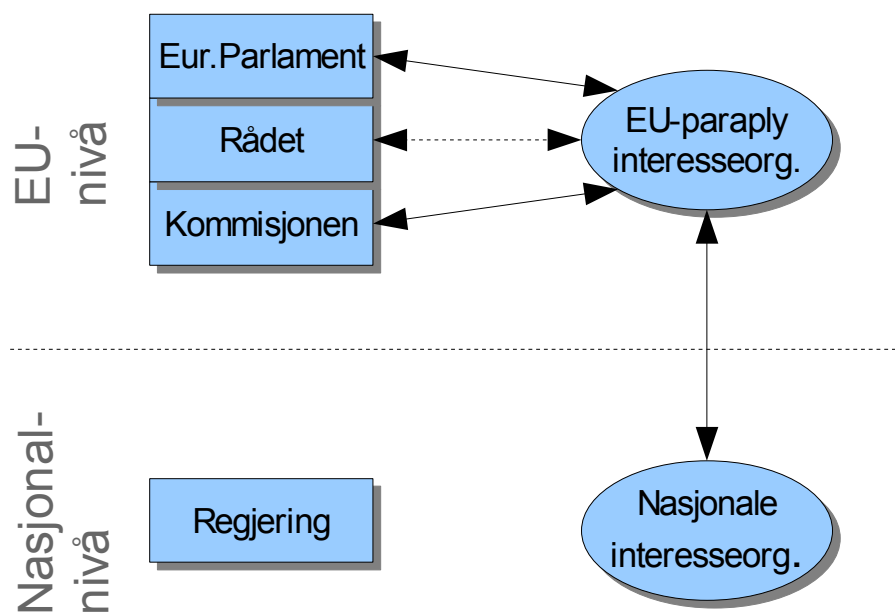 EU-
nivå
Eur.Parlament
Rådet
Kommisjonen
EU-paraply
interesseorg.
Nasjonal-
nivå
Regjering
Nasjonale
interesseorg.